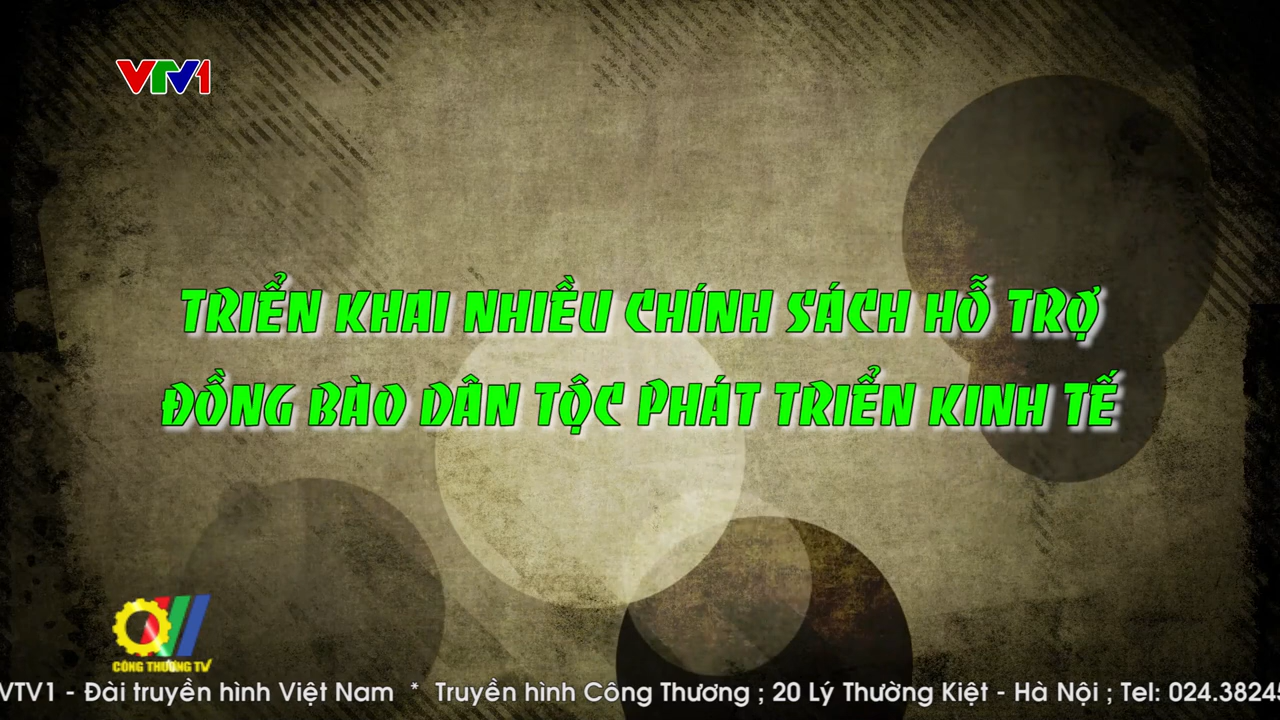 VTV1
TRIỂN KHAI NHIỀU CHÍNH SÁCH HỖ TRỢ
ĐỒNG BÀO DÂN TỘC PHÁT TRIỂN KINH TẾ
CÔNG THƯƠNG TV
VTV1 - Đài truyền hình Việt Nam * Truyền hình Công Thương ; 20 Lý Thường Kiệt - Hà Nội ; Tel: 024.38245